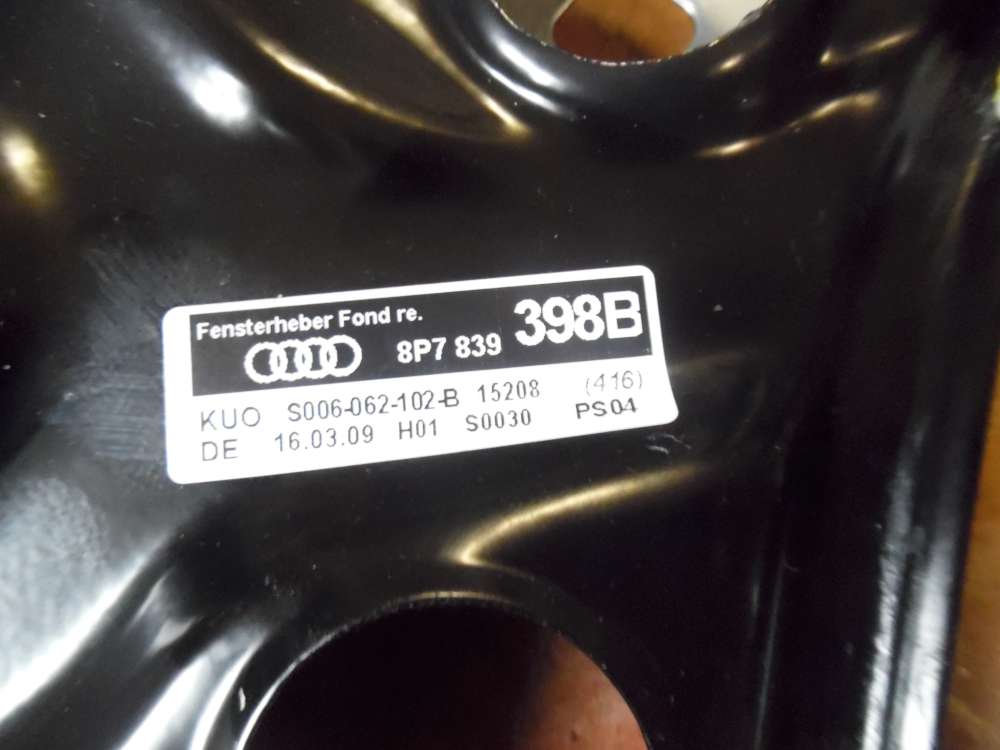 Fensterheber Fond re.
8P7 839 398B
KUO S006-062-102-B 15208 (416)
DE 16.03.09 H01 S0030 PS04